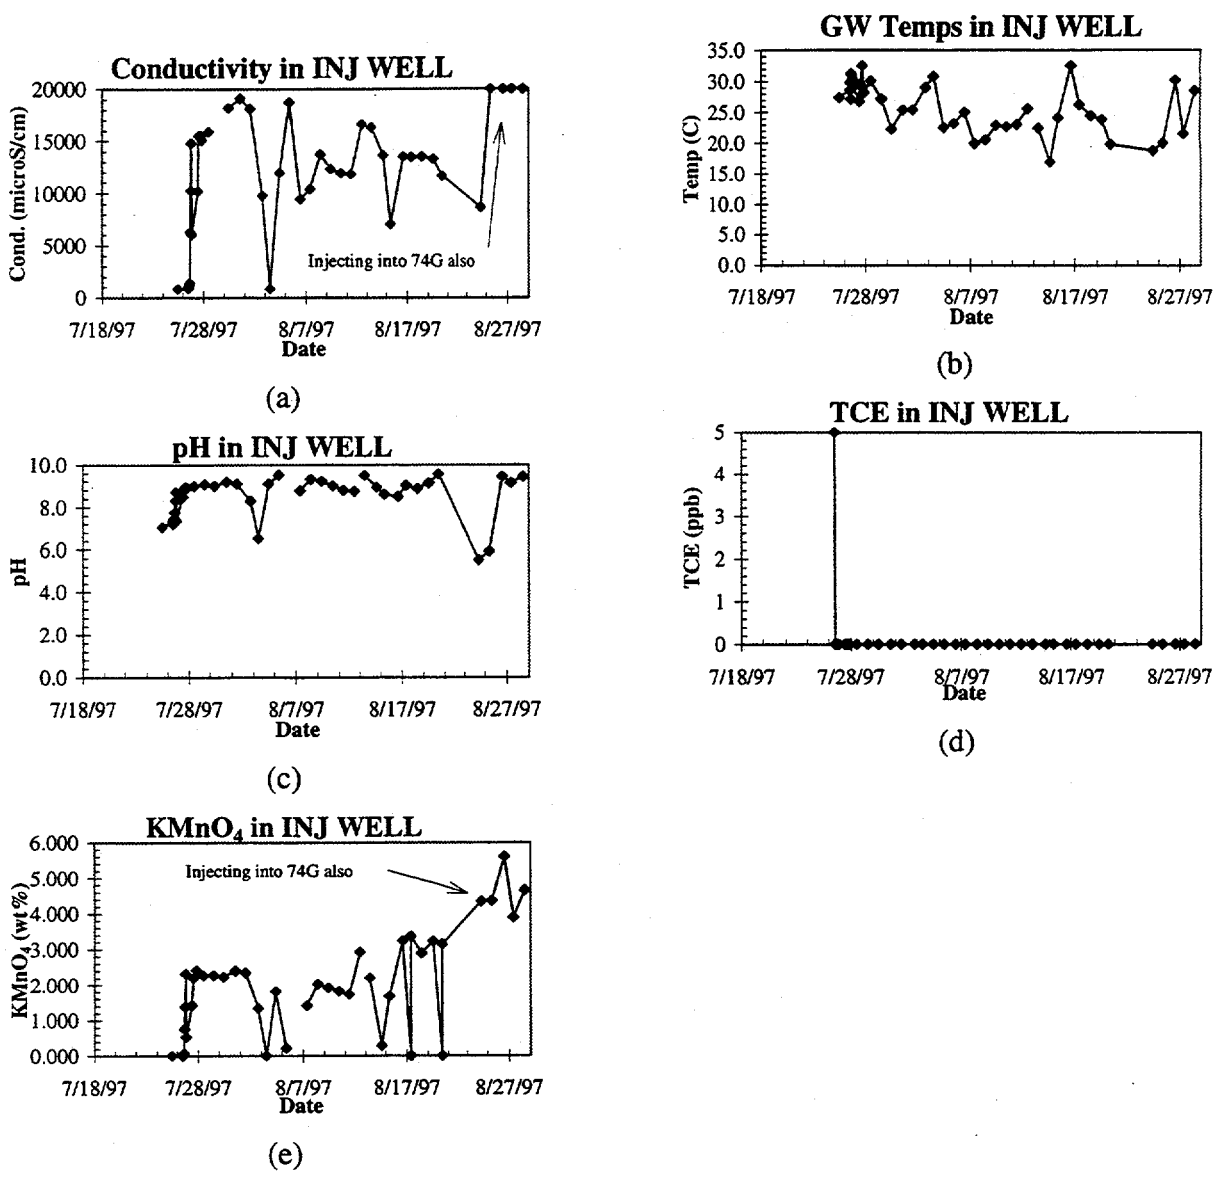 Conductivity in INJ WELL
20000
15000
10000
5000
0
Cond. (microS/cm)
Injecting into 74G also
7/18/97 7/28/97 8/7/97 8/17/97 8/27/97
Date
(a)
GW Temps in INJ WELL
35.0
30.0
25.0
20.0
15.0
10.0
5.0
0.0
Temp (C)
7/18/97 7/28/97 8/7/97 8/17/97 8/27/97
Date
(b)
pH in INJ WELL
10.0
8.0
6.0
4.0
2.0
0.0
pH
7/18/97 7/28/97 8/7/97 8/17/97 8/27/97
Date
(c)
TCE in INJ WELL
5
4
3
2
1
0
TCE (ppb)
7/18/97 7/28/97 8/7/97 8/17/97 8/27/97
Date
(d)
KMnO₄ in INJ WELL
6.000
5.000
4.000
3.000
2.000
1.000
0.000
KMnO₄ (wt%)
Injecting into 74G also
7/18/97 7/28/97 8/7/97 8/17/97 8/27/97
Date
(e)